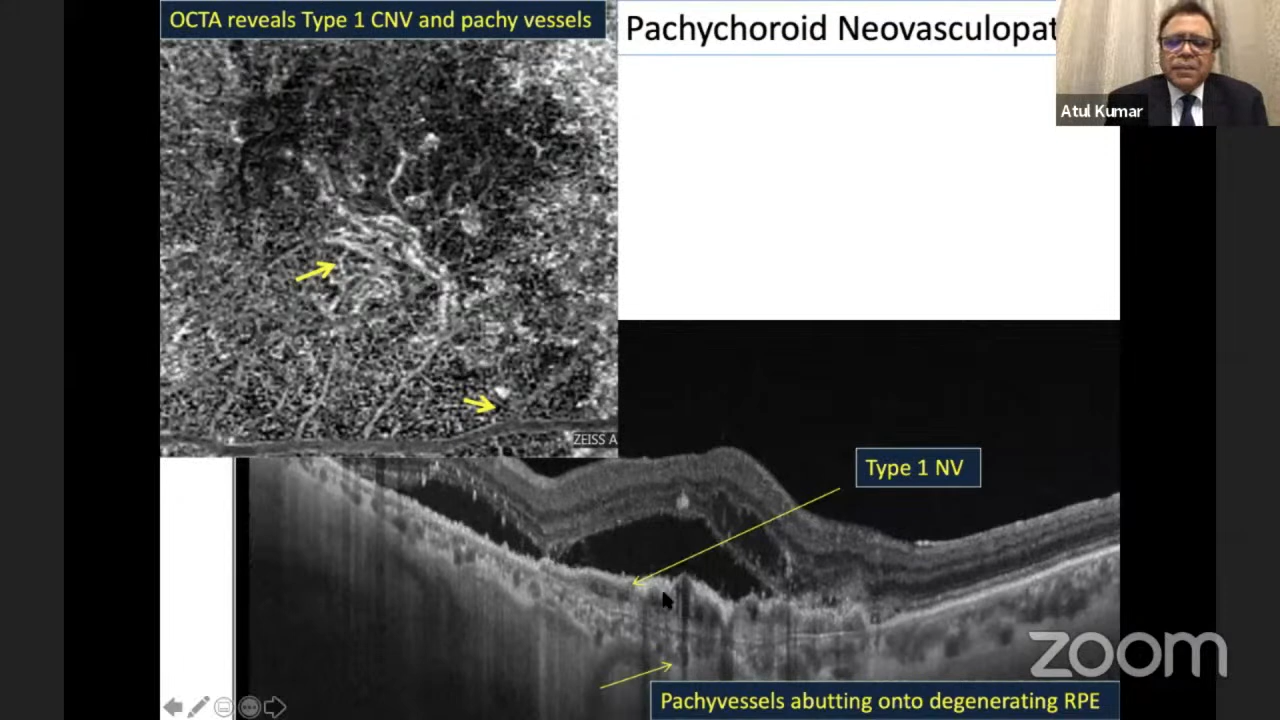 OCTA reveals Type 1 CNV and pachy vessels
Pachychoroid Neovasculopat
Atul Kumar
ZEISS A
Type 1 NV
zoom
Pachyvessels abutting onto degenerating RPE